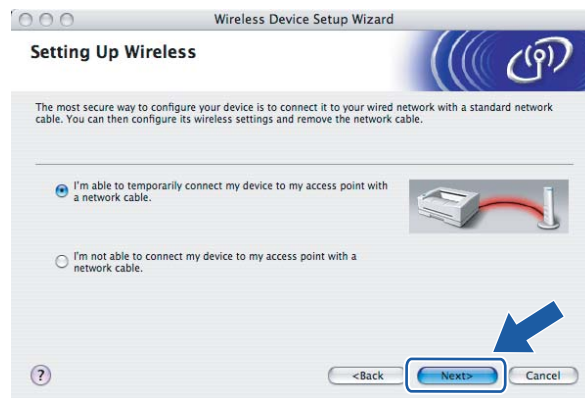 Wireless Device Setup Wizard
Setting Up Wireless
The most secure way to configure your device is to connect it to your wired network with a standard network
cable. You can then configure its wireless settings and remove the network cable.
I'm able to temporarily connect my device to my access point with
a network cable.
I'm not able to connect my device to my access point with a
network cable.
?
<Back
Next>
Cancel